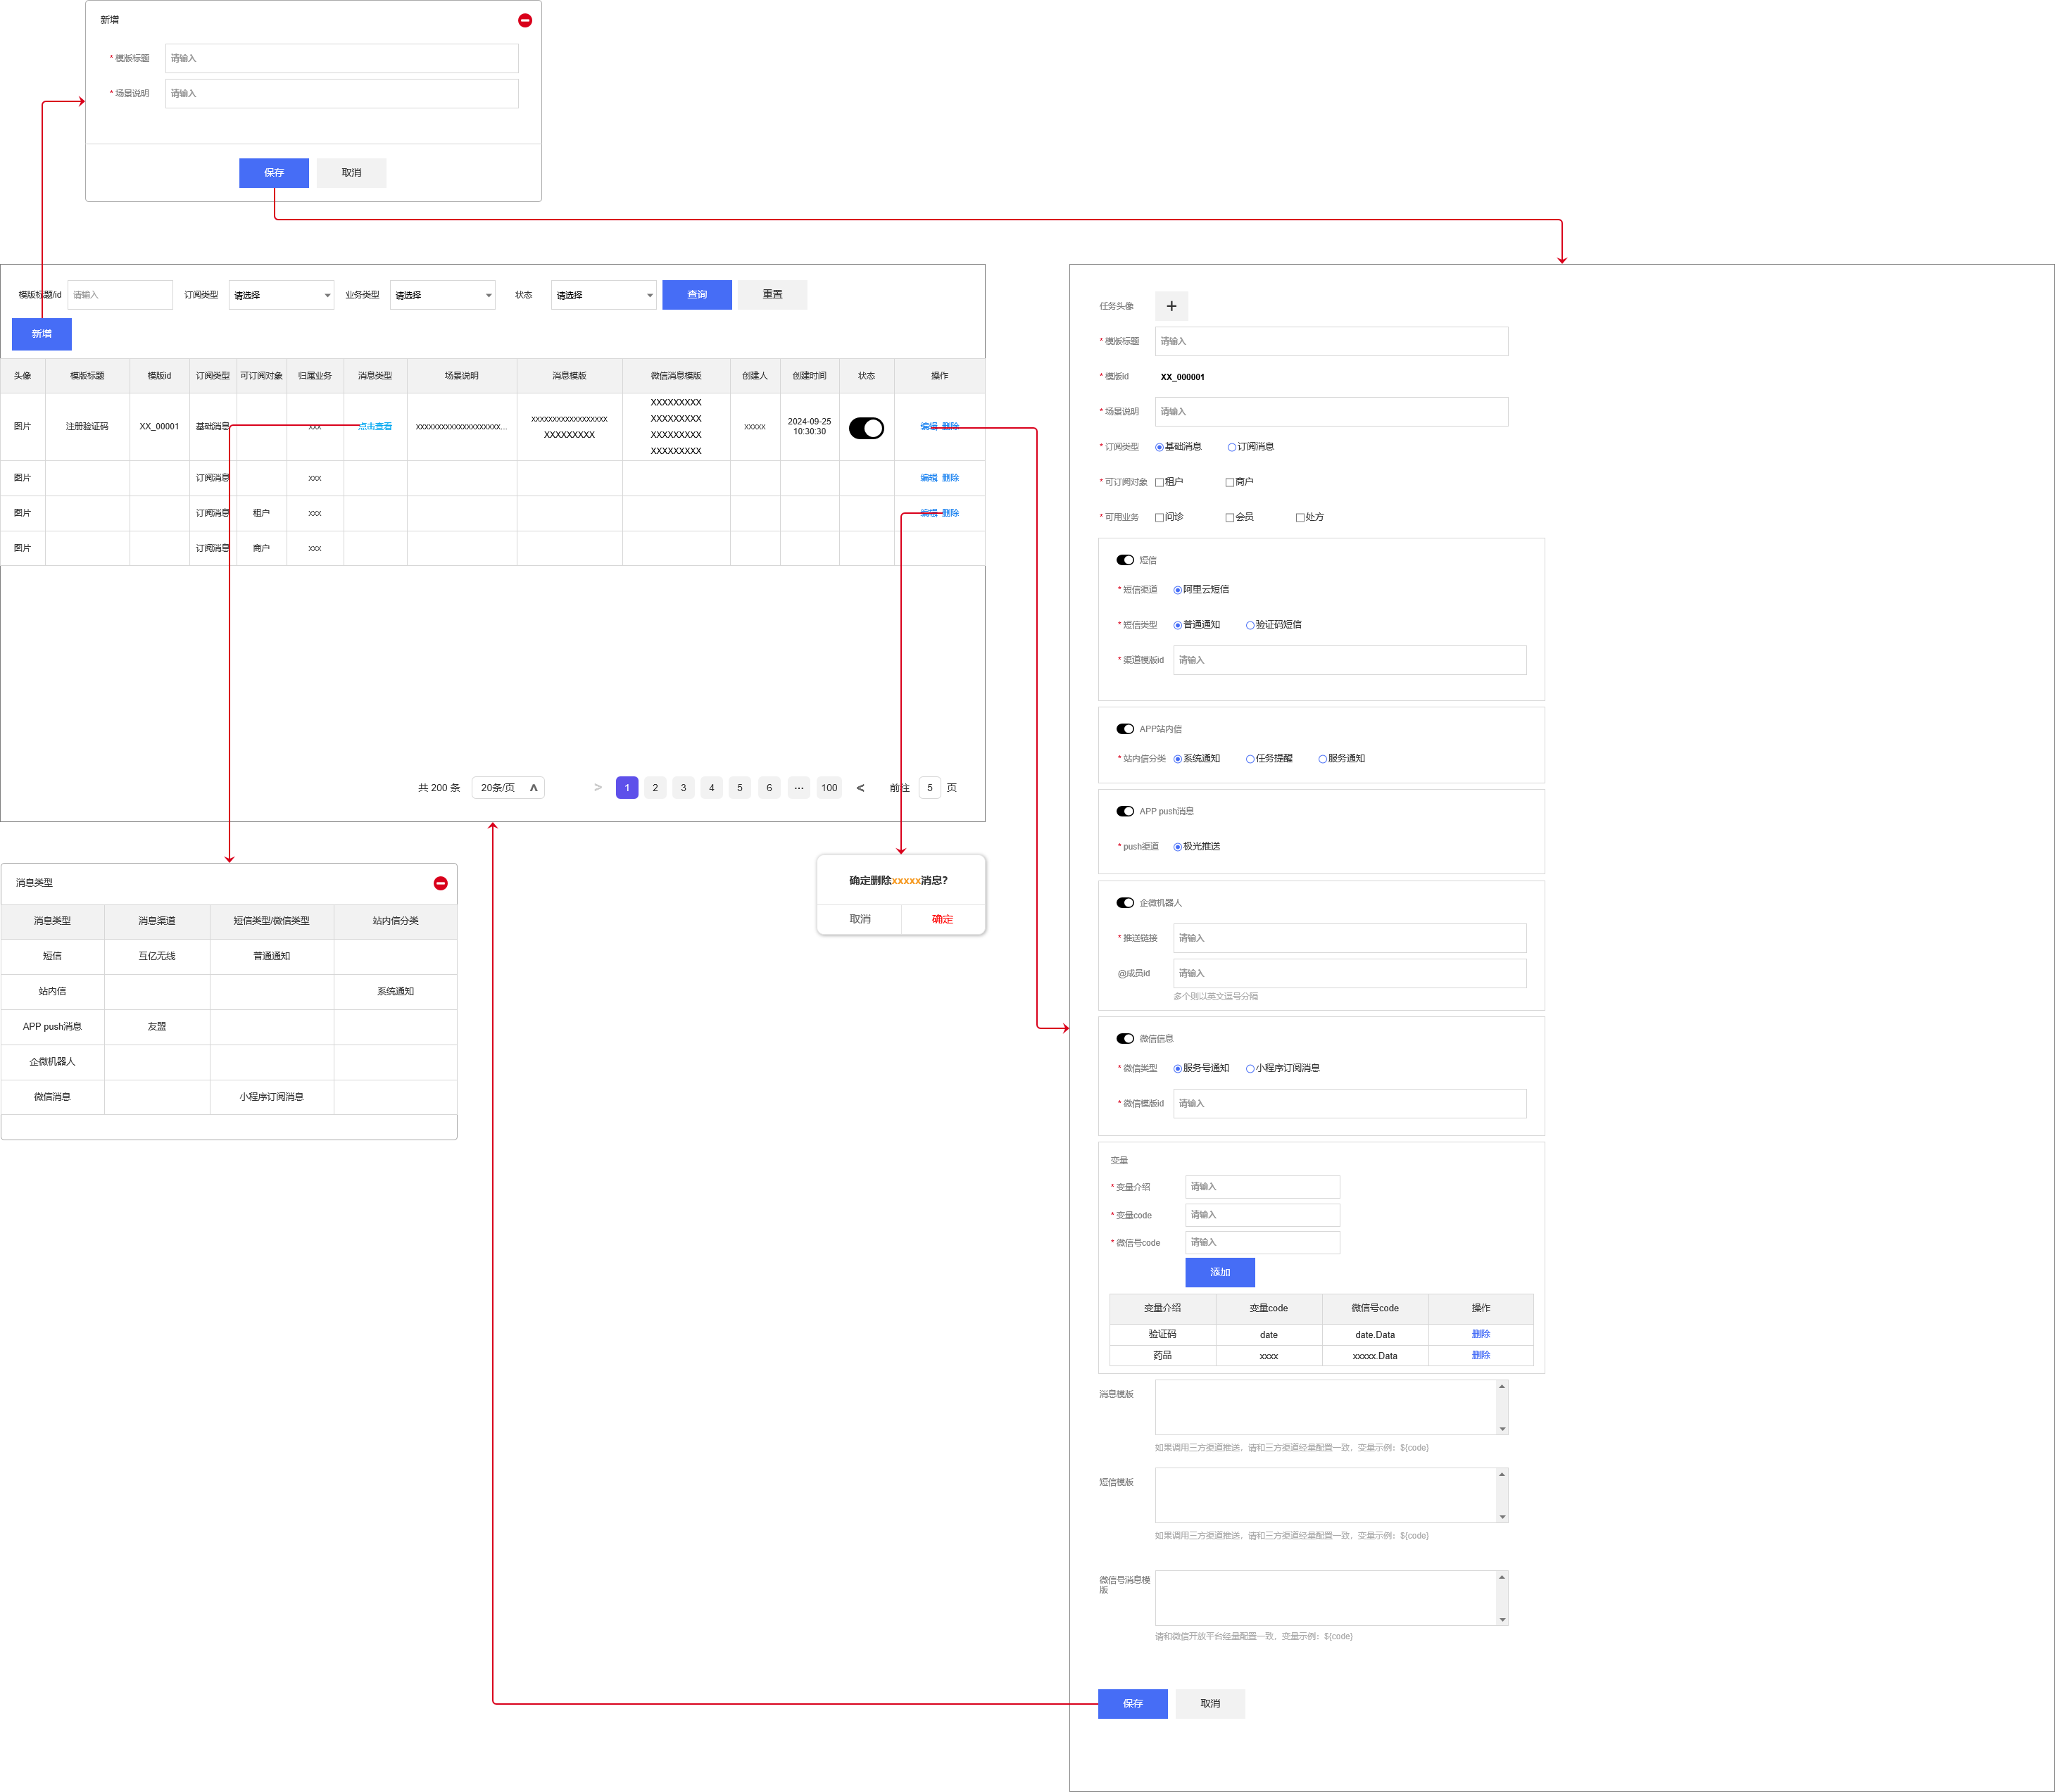 新增
* 模版标题 请输入
* 场景说明 请输入
保存 取消
模版标题/id 请输入 订阅类型 请选择 业务类型 请选择 状态 请选择 查询 重置
新增
头像 模版标题 模版id 订阅类型 可订阅对象 归属业务 消息类型 场景说明 消息模版 微信消息模版 创建人 创建时间 状态 操作
图片 注册验证码 XX_00001 基础消息 xxx 点击查看 xxxxxxxxxxxxxxxxxxxx... xxxxxxxxxxxxxxxxx xxxxx 编辑 删除
XXXXXXXXX
XXXXXXXXX
XXXXXXXXX
XXXXXXXXX
XXXXXXXXX
2024-09-25
10:30:30
图片 订阅消息 xxx 编辑 删除
图片 订阅消息 租户 xxx 编辑 删除
图片 订阅消息 商户 xxx
共 200 条 20条/页 > 1 2 3 4 5 6 ··· 100 < 前往 5 页
消息类型
消息类型 消息渠道 短信类型/微信类型 站内信分类
短信 互亿无线 普通通知
站内信 系统通知
APP push消息 友盟
企微机器人
微信消息 小程序订阅消息
确定删除xxxxx消息?
取消 确定
任务头像 +
* 模版标题 请输入
* 模版id XX_000001
* 场景说明 请输入
* 订阅类型 基础消息 订阅消息
* 可订阅对象 租户 商户
* 可用业务 问诊 会员 处方
短信
* 短信渠道 阿里云短信
* 短信类型 普通通知 验证码短信
* 渠道模版id 请输入
APP站内信
* 站内信分类 系统通知 任务提醒 服务通知
APP push消息
* push渠道 极光推送
企微机器人
* 推送链接 请输入
@成员id 请输入
多个则以英文逗号分隔
微信信息
* 微信类型 服务号通知 小程序订阅消息
* 微信模版id 请输入
变量
* 变量介绍 请输入
* 变量code 请输入
* 微信号code 请输入
添加
变量介绍 变量code 微信号code 操作
验证码 date date.Data 删除
药品 xxxx xxxxx.Data 删除
消息模版
如果调用三方渠道推送，请和三方渠道经量配置一致，变量示例：${code}
短信模版
如果调用三方渠道推送，请和三方渠道经量配置一致，变量示例：${code}
微信号消息模
版
请和微信开放平台经量配置一致，变量示例：${code}
保存 取消